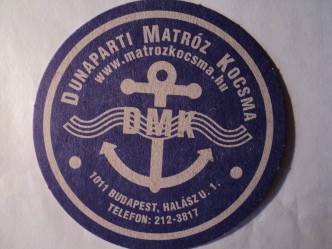 DUNAPARTI MATRÓZ KOCSMA
www.matrozkocsma.hu
DMK
1011 BUDAPEST, HALÁSZ U. 1.
TELEFON: 212-3817